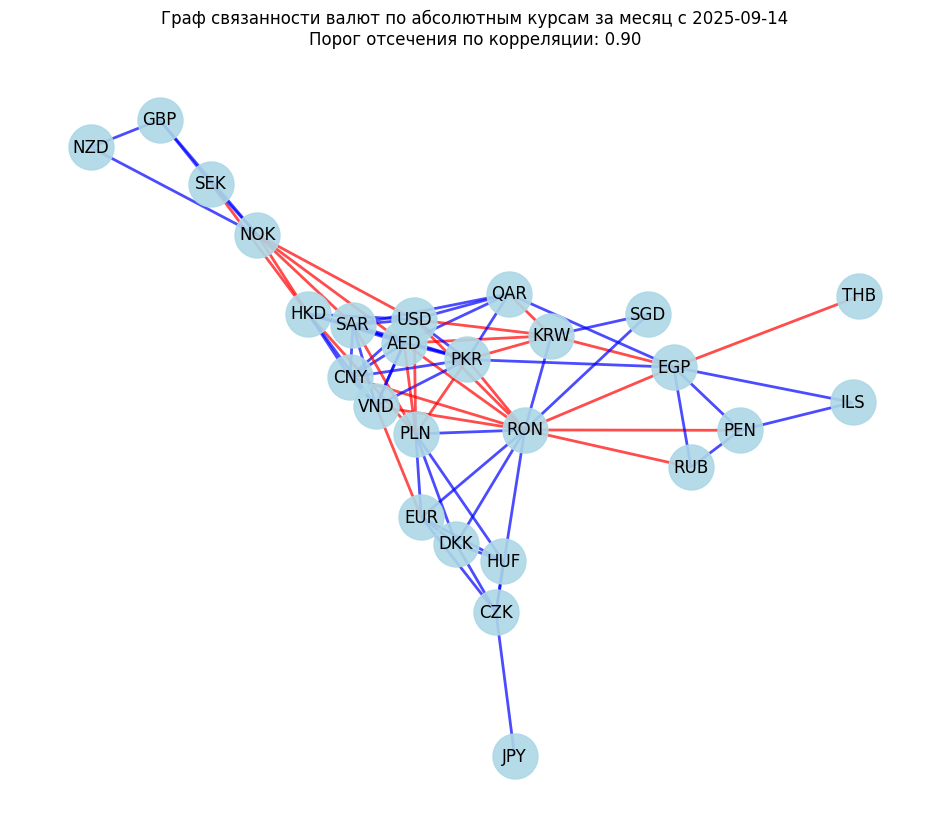 Граф связанности валют по абсолютным курсам за месяц с 2025-09-14
Порог отсечения по корреляции: 0.90
GBP
NZD
SEK
NOK
QAR
THB
HKD
SGD
USD
SAR
KRW
AED
PKR
EGP
CNY
ILS
VND
RON
PEN
PLN
RUB
EUR
DKK
HUF
CZK
JPY